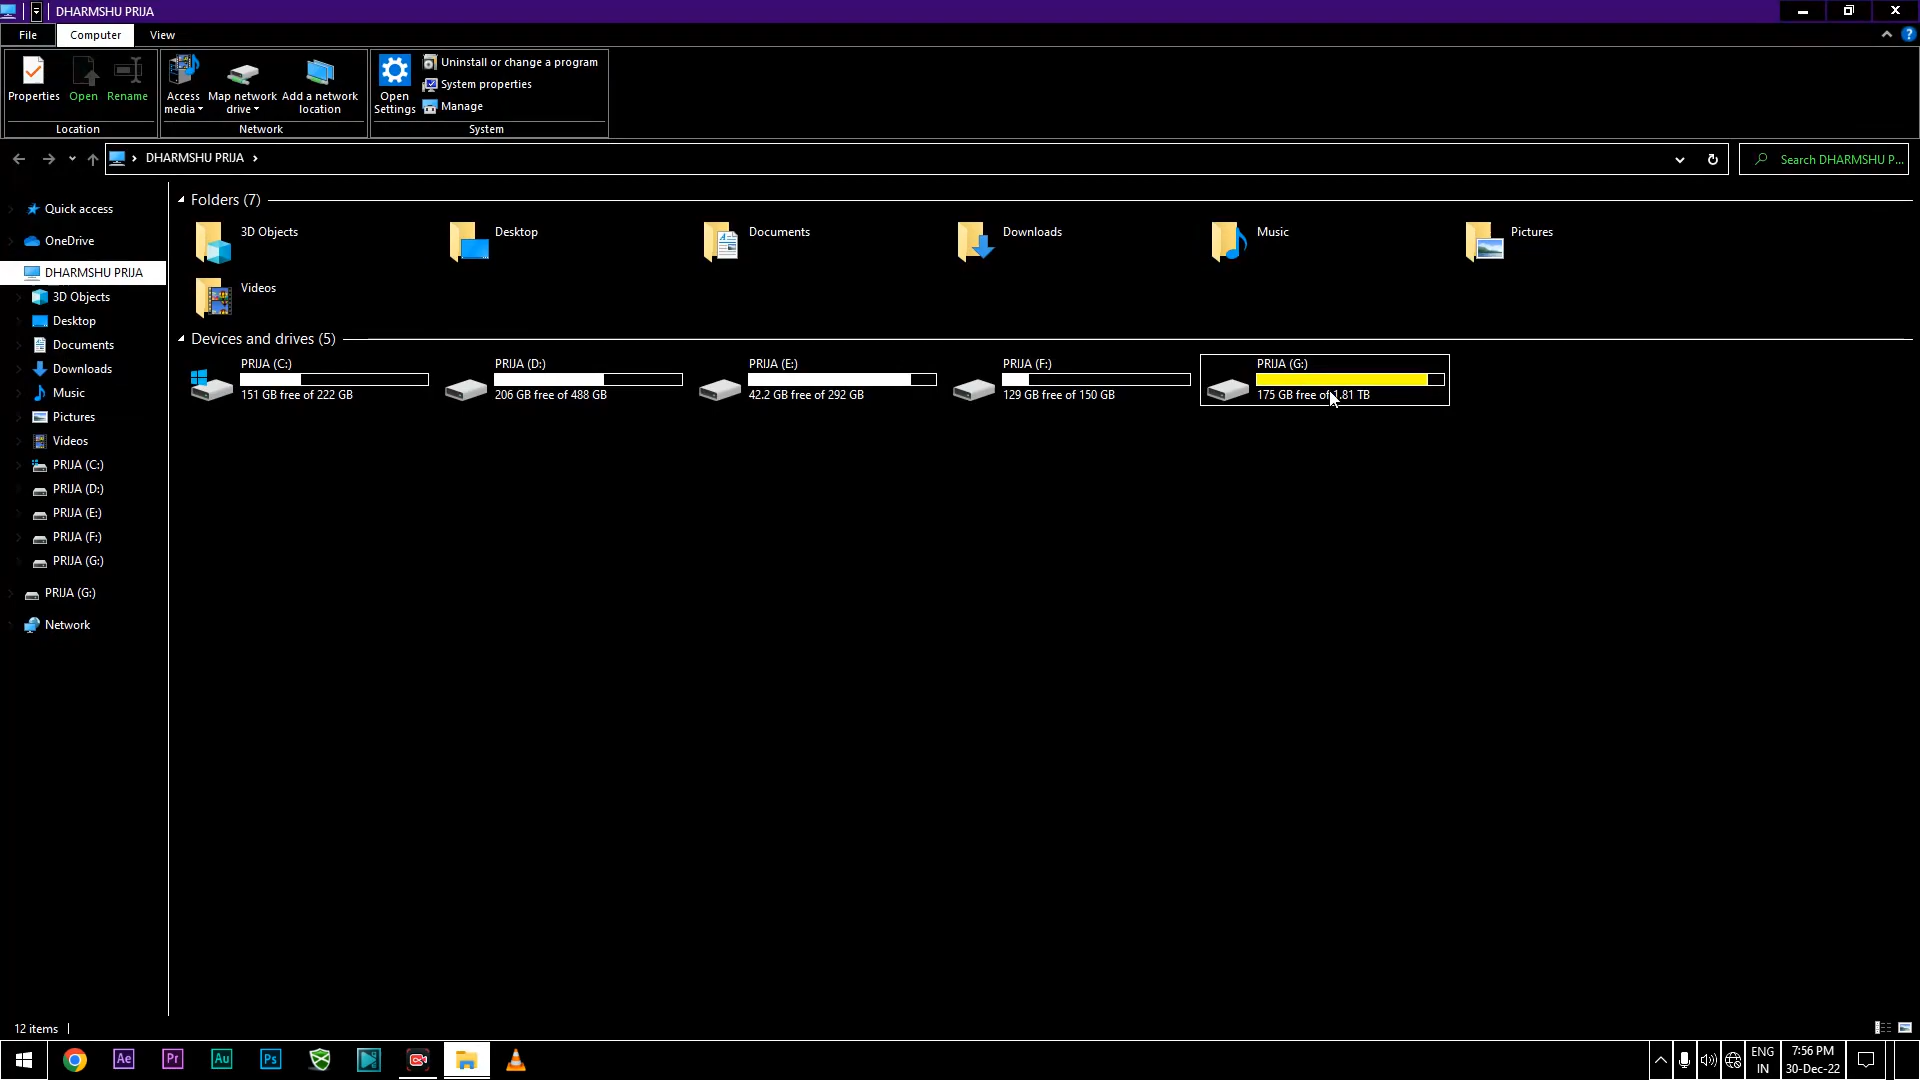 DHARMSHU PRIJA
File Computer View
Properties Open Rename
Location
Access media
Map network drive
Add a network location
Network
Open Settings
Uninstall or change a program
System properties
Manage
System
DHARMSHU PRIJA
Search DHARMSHU P...
Quick access
OneDrive
DHARMSHU PRIJA
3D Objects
Desktop
Documents
Downloads
Music
Pictures
Videos
PRIJA (C:)
PRIJA (D:)
PRIJA (E:)
PRIJA (F:)
PRIJA (G:)
PRIJA (G:)
Network
Folders (7)
3D Objects
Desktop
Documents
Downloads
Music
Pictures
Videos
Devices and drives (5)
PRIJA (C:)
151 GB free of 222 GB
PRIJA (D:)
206 GB free of 488 GB
PRIJA (E:)
42.2 GB free of 292 GB
PRIJA (F:)
129 GB free of 150 GB
PRIJA (G:)
175 GB free of 1.81 TB
12 items
Ae Pr Au Ps
ENG
IN
7:56 PM
30-Dec-22